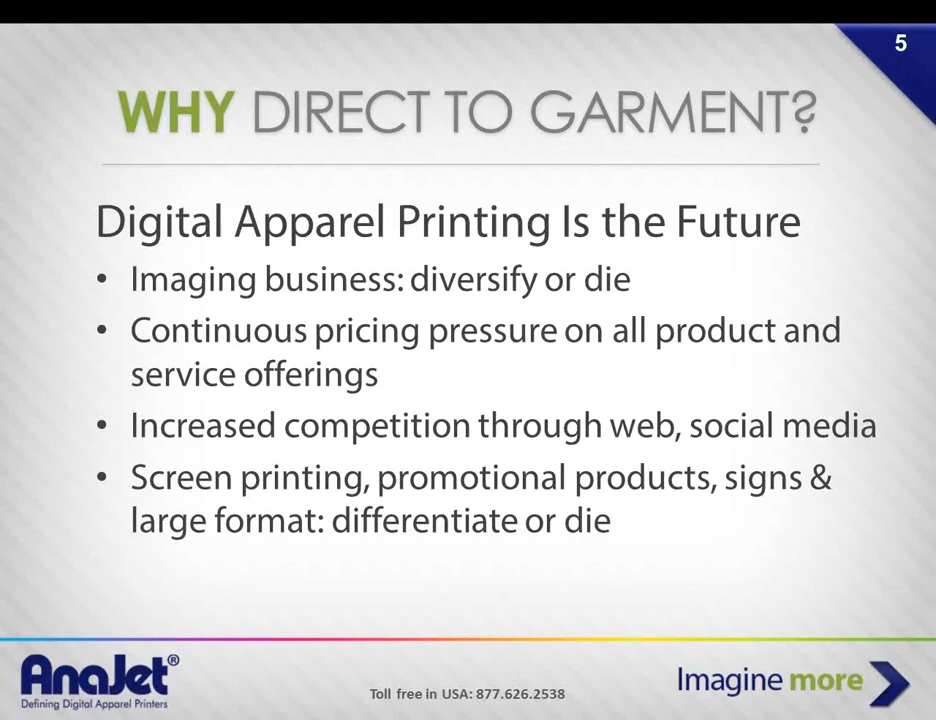 5
WHY DIRECT TO GARMENT?
Digital Apparel Printing Is the Future
• Imaging business: diversify or die
• Continuous pricing pressure on all product and
service offerings
• Increased competition through web, social media
• Screen printing, promotional products, signs &
large format: differentiate or die
AnaJet®
Defining Digital Apparel Printers
Toll free in USA: 877.626.2538
Imagine more